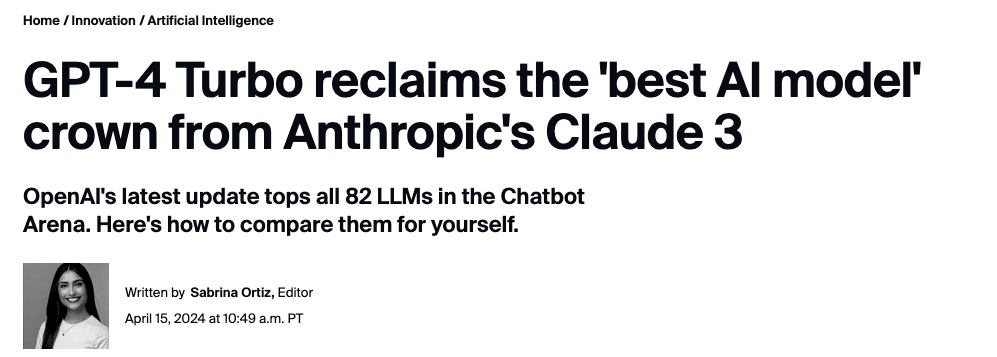 Home / Innovation / Artificial Intelligence
GPT-4 Turbo reclaims the 'best AI model'
crown from Anthropic's Claude 3
OpenAI's latest update tops all 82 LLMs in the Chatbot
Arena. Here's how to compare them for yourself.
Written by Sabrina Ortiz, Editor
April 15, 2024 at 10:49 a.m. PT